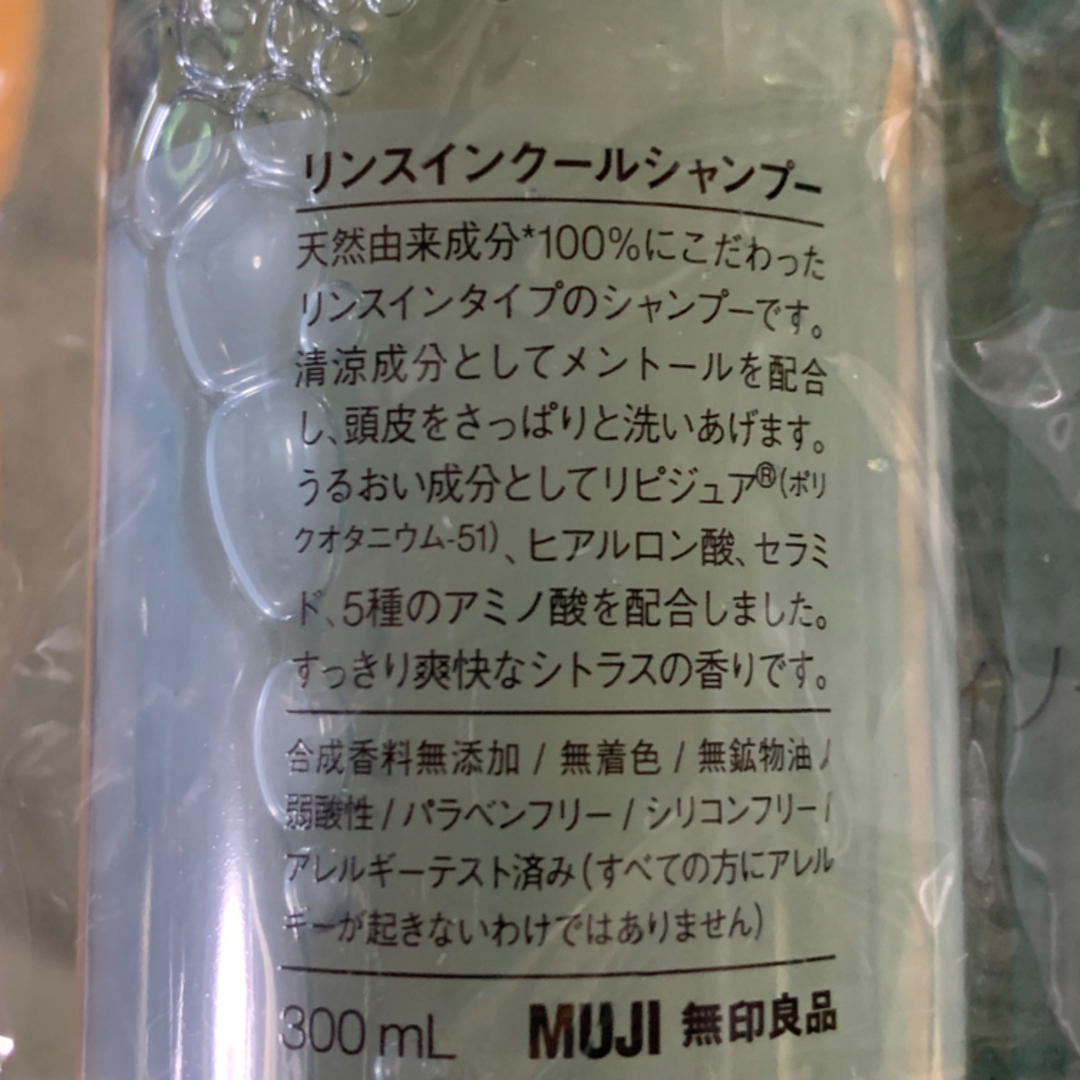 リンスインクールシャンプー
天然由来成分*100%にこだわった
リンスインタイプのシャンプーです。
清涼成分としてメントールを配合
し、頭皮をさっぱりと洗いあげます。
うるおい成分としてリピジュア®(ポリ
クオタニウム-51)、ヒアルロン酸、セラミ
ド、5種のアミノ酸を配合しました。
すっきり爽快なシトラスの香りです。
合成香料無添加 / 無着色 / 無鉱物油 /
弱酸性 / パラベンフリー / シリコンフリー /
アレルギーテスト済み (すべての方にアレル
ギーが起きないわけではありません)
300 mL MUJI 無印良品